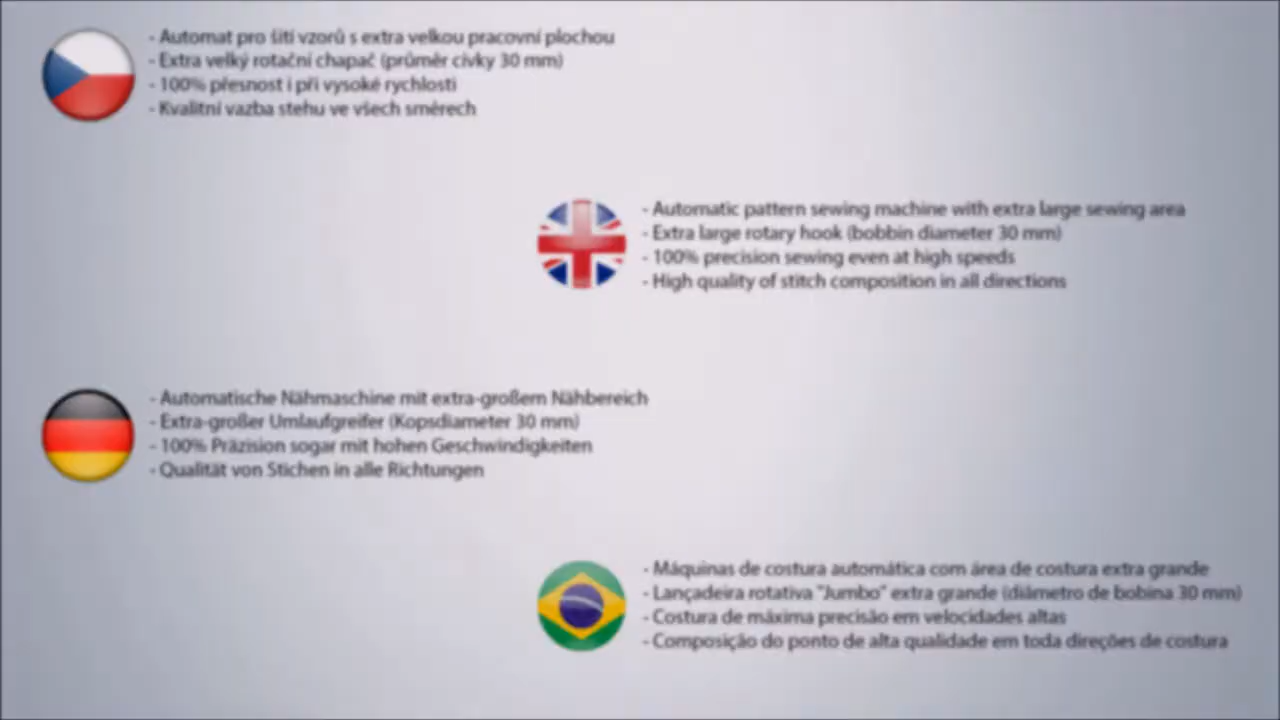 - Automat pro šití vzorů s extra velkou pracovní plochou
- Extra velký rotační chapač (průměr cívky 30 mm)
- 100% přesnost i při vysoké rychlosti
- Kvalitní vazba stehu ve všech směrech
- Automatic pattern sewing machine with extra large sewing area
- Extra large rotary hook (bobbin diameter 30 mm)
- 100% precision sewing even at high speeds
- High quality of stitch composition in all directions
- Automatische Nähmaschine mit extra-großem Nähbereich
- Extra-großer Umlaufgreifer (Kopsdiameter 30 mm)
- 100% Präzision sogar mit hohen Geschwindigkeiten
- Qualität von Stichen in alle Richtungen
- Máquinas de costura automática com área de costura extra grande
- Lançadeira rotativa "Jumbo" extra grande (diâmetro de bobina 30 mm)
- Costura de máxima precisão em velocidades altas
- Composição do ponto de alta qualidade em toda direções de costura